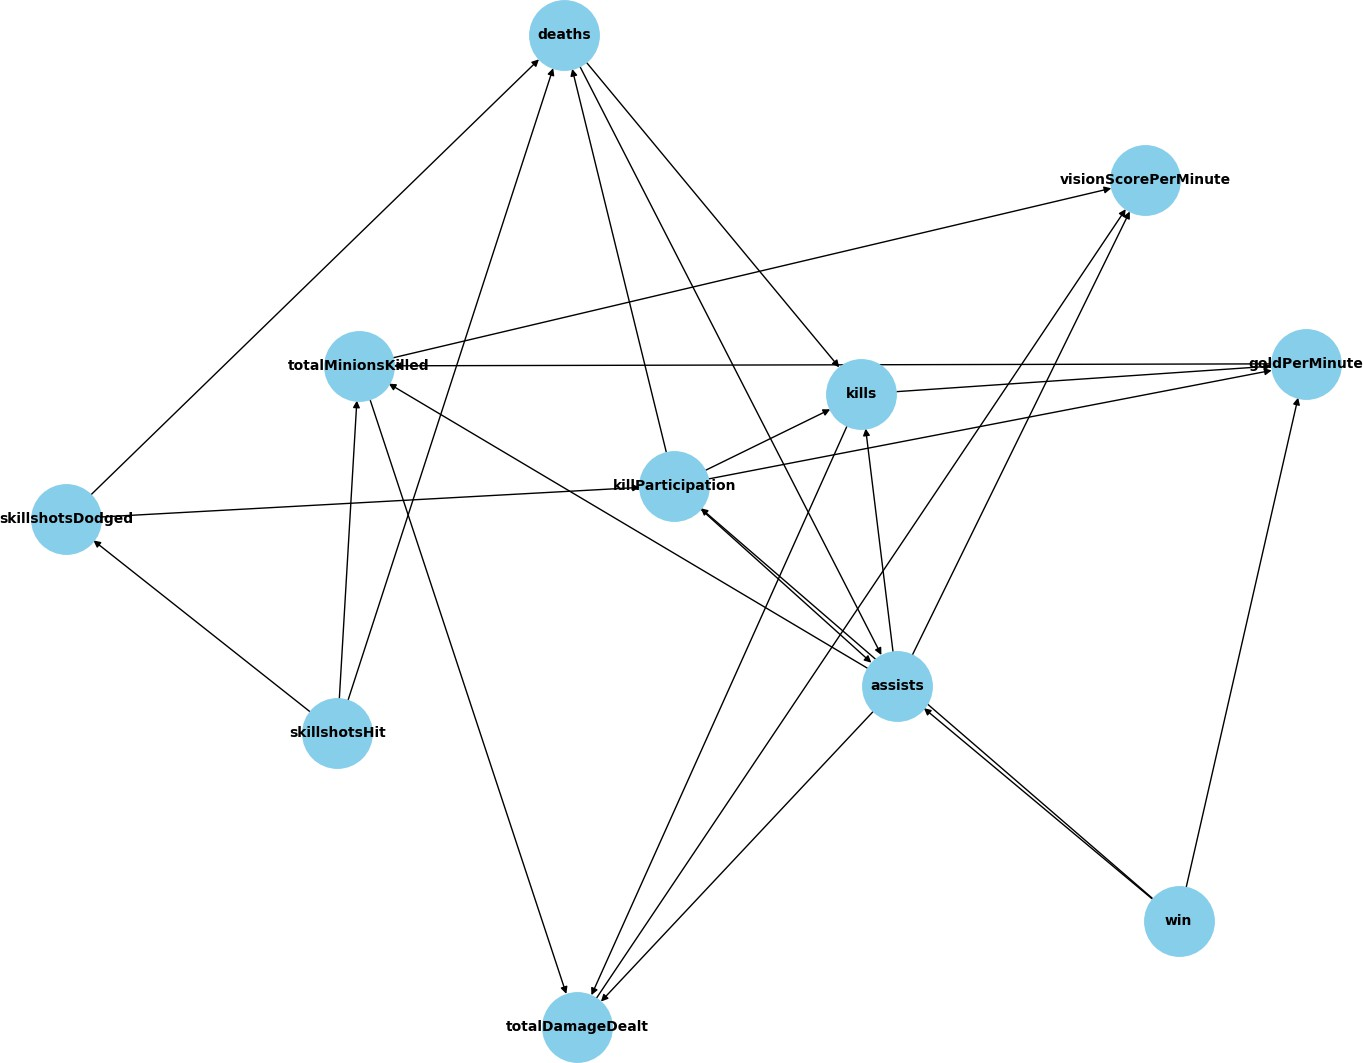 deaths
visionScorePerMinute
totalMinionsKilled
goldPerMinute
kills
killParticipation
skillshotsDodged
assists
skillshotsHit
win
totalDamageDealt